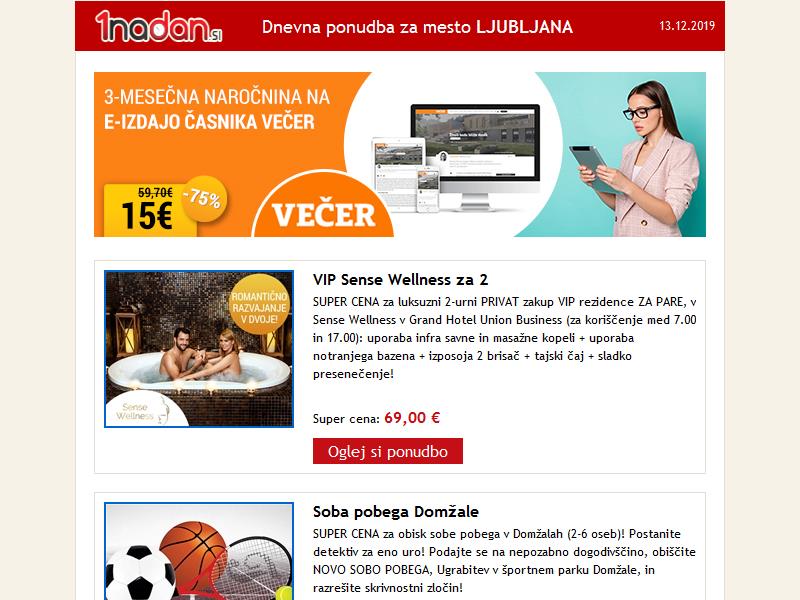 1nadan.SI
Dnevna ponudba za mesto LJUBLJANA
13.12.2019
3-MESEČNA NAROČNINA NA
E-IZDAJO ČASNIKA VEČER
59,70€
15€
-75%
VEČER
ROMANTIČNO
RAZVAJANJE
V DVOJE!
Sense
Wellness
VIP Sense Wellness za 2
SUPER CENA za luksuzni 2-urni PRIVAT zakup VIP rezidence ZA PARE, v
Sense Wellness v Grand Hotel Union Business (za koriščenje med 7.00
in 17.00): uporaba infra savne in masažne kopeli + uporaba
notranjega bazena + izposoja 2 brisač + tajski čaj + sladko
presenečenje!
Super cena: 69,00 €
Oglej si ponudbo
Soba pobega Domžale
SUPER CENA za obisk sobe pobega v Domžalah (2-6 oseb)! Postanite
detektiv za eno uro! Podajte se na nepozabno dogodivščino, obiščite
NOVO SOBO POBEGA, Ugrabitev v športnem parku Domžale, in
razrešite skrivnostni zločin!